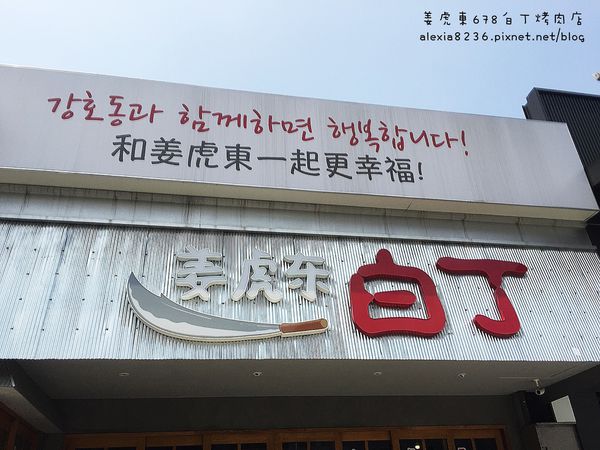 姜虎東678白丁烤肉店
alexia8236.pixnet.net/blog
강호동과 함께하면 행복합니다!
和姜虎東一起更幸福!
姜虎东 白丁